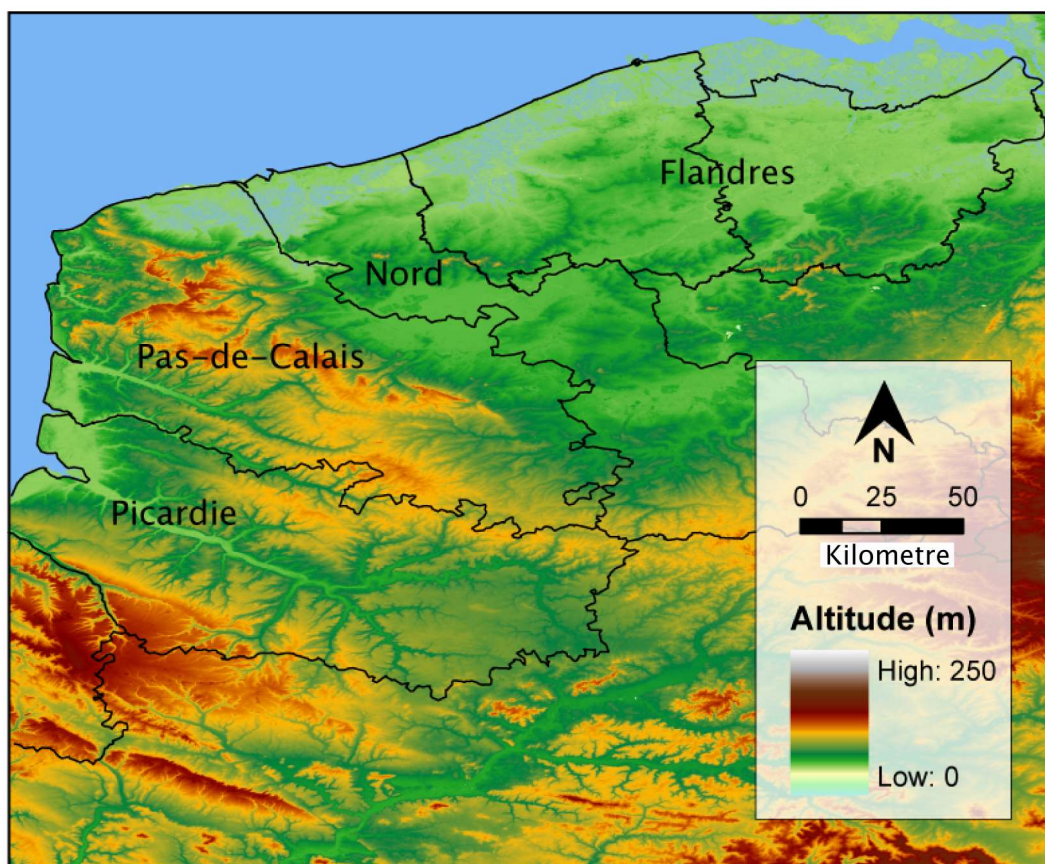 Flandres
Nord
Pas-de-Calais
Picardie
N
0 25 50
Kilometre
Altitude (m)
High: 250
Low: 0